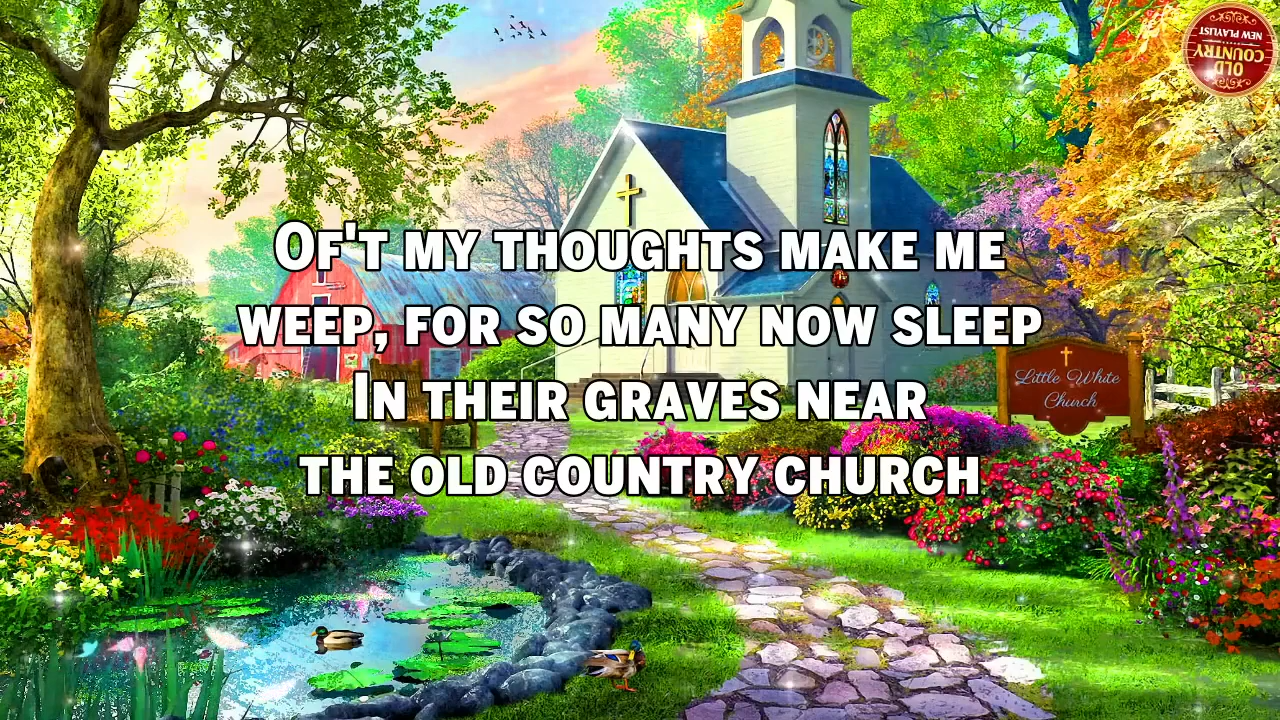 OF'T MY THOUGHTS MAKE ME
WEEP, FOR SO MANY NOW SLEEP
IN THEIR GRAVES NEAR
THE OLD COUNTRY CHURCH
Little White
Church
OLD
COUNTRY
NEW PLAYLIST